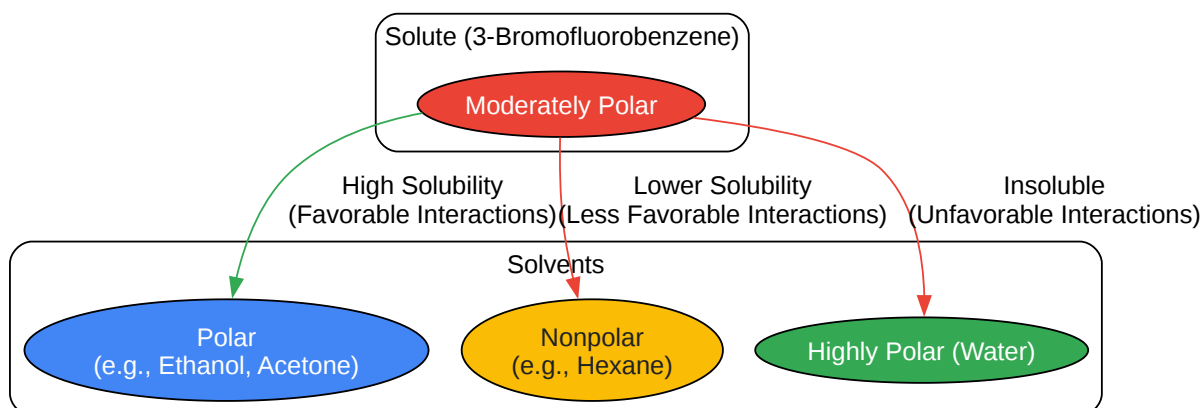 Solute (3-Bromofluorobenzene)
Moderately Polar
High Solubility
(Favorable Interactions)
Lower Solubility
(Less Favorable Interactions)
Insoluble
(Unfavorable Interactions)
Solvents
Polar
(e.g., Ethanol, Acetone)
Nonpolar
(e.g., Hexane)
Highly Polar (Water)